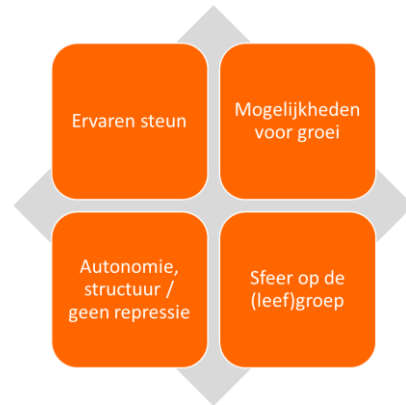 Ervaren steun
Mogelijkheden
voor groei
Autonomie,
structuur /
geen repressie
Sfeer op de
(leef)groep